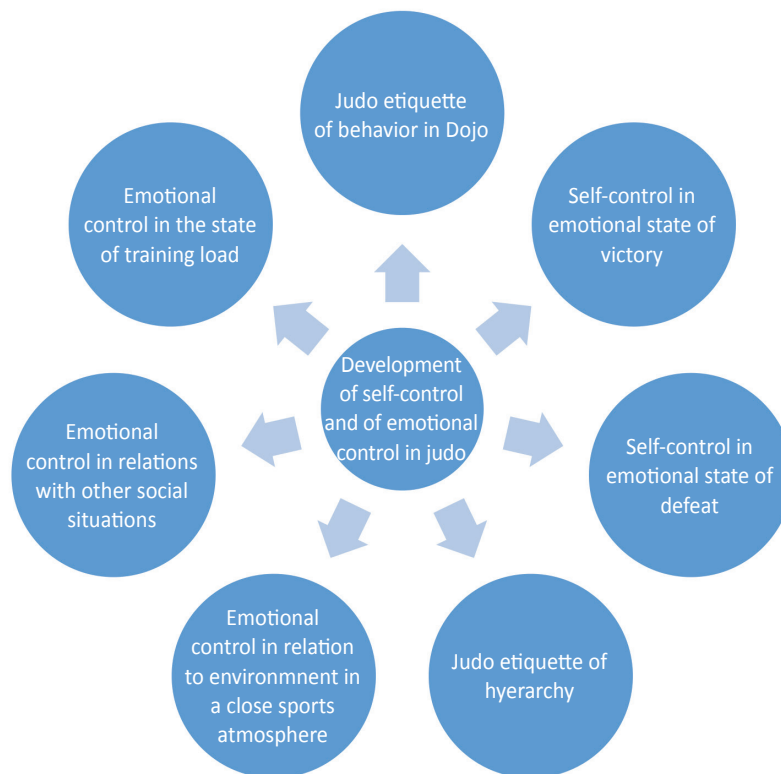 Judo etiquette
of behavior in Dojo
Self-control in
emotional state of
victory
Self-control in
emotional state of
defeat
Judo etiquette of
hyerarchy
Emotional
control in relation
to environmnent in
a close sports
atmosphere
Emotional
control in relations
with other social
situations
Emotional
control in the state
of training load
Development
of self-control
and of emotional
control in judo